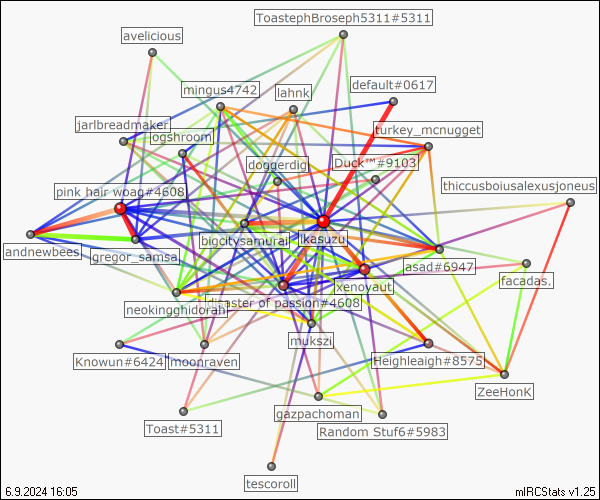 ToastephBroseph5311#5311
avelicious
mingus4742
lahnk
default#0617
jarlbreadmaker
oqshroom
turkey_mcnugget
doggerdig
Duck™#9103
pink hair woag#4608
thiccusboiusalexusjoneus
andnewbees
gregor_samsa
bigcitysamurai
Ikasuzu
asad#6947
facadas.
xenoyaut
neokingghidorah
disaster of passion#4608
mukszi
Knowun#6424
moonraven
Heighleaigh#8575
ZeeHonK
gazpachoman
Toast#5311
Random Stuf6#5983
tescoroll
6.9.2024 16:05
mIRCStats v1.25